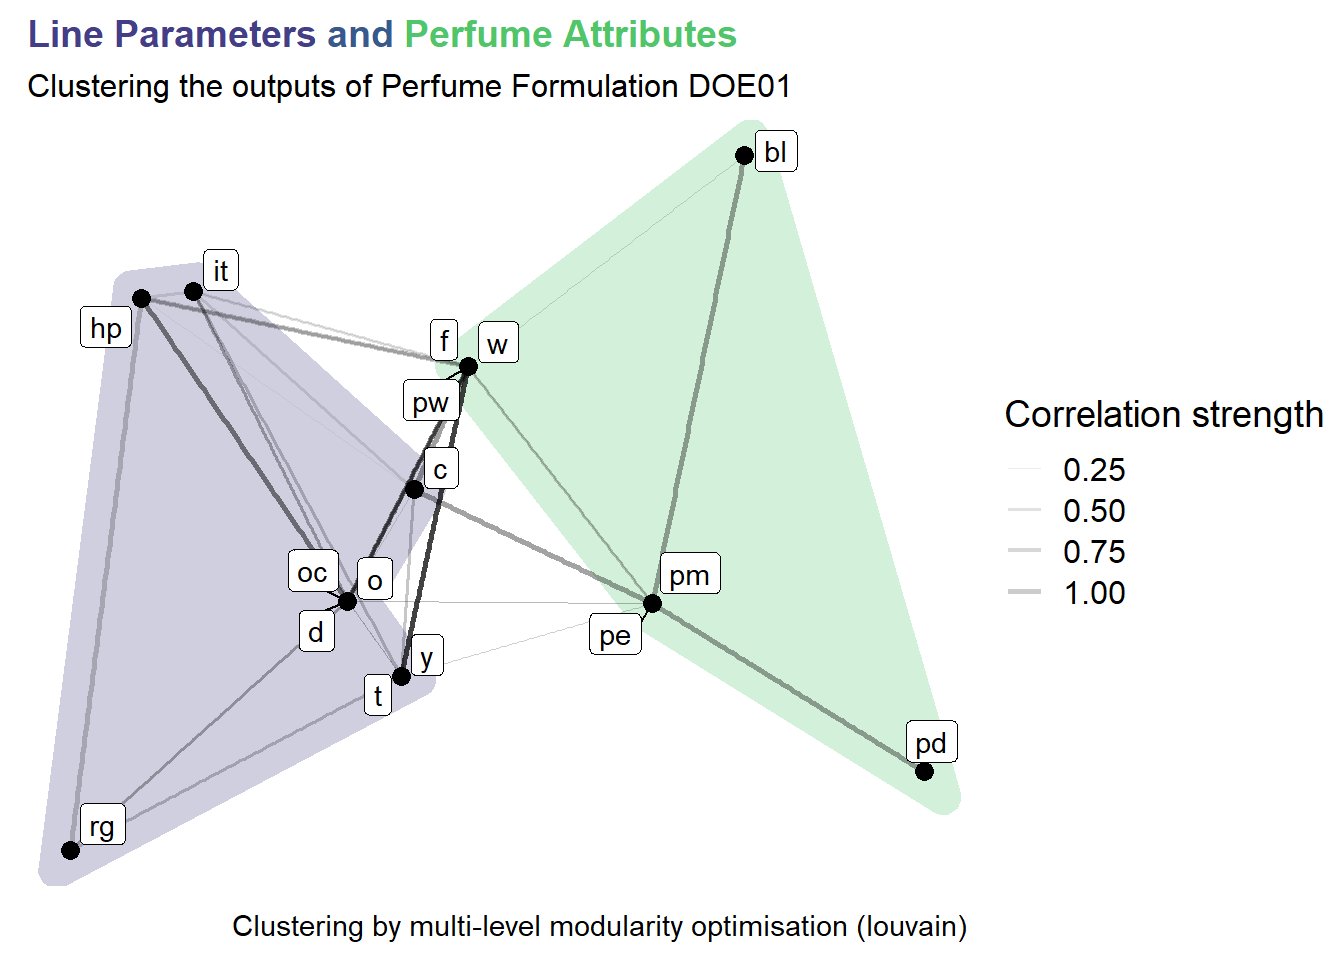 Line Parameters and Perfume Attributes
Clustering the outputs of Perfume Formulation DOE01
bl
it
hp
f
w
pw
c
oc
o
pm
d
pe
y
t
pd
rg
Correlation strength
0.25
0.50
0.75
1.00
Clustering by multi-level modularity optimisation (louvain)